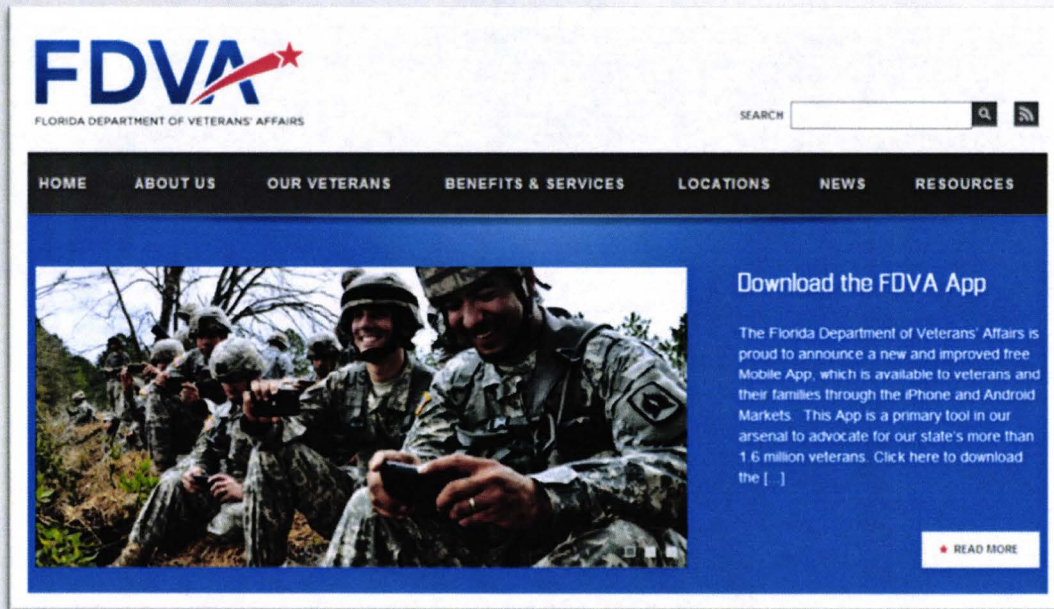 FDVA
FLORIDA DEPARTMENT OF VETERANS' AFFAIRS
SEARCH
HOME ABOUT US OUR VETERANS BENEFITS & SERVICES LOCATIONS NEWS RESOURCES
Download the FDVA App
The Florida Department of Veterans' Affairs is
proud to announce a new and improved free
Mobile App, which is available to veterans and
their families through the iPhone and Android
Markets. This App is a primary tool in our
arsenal to advocate for our state's more than
1.6 million veterans. Click here to download
the [...]
READ MORE